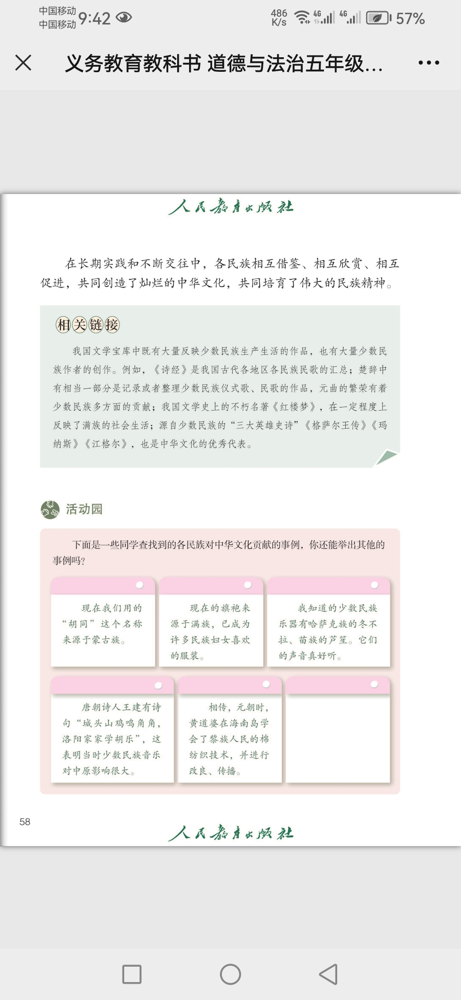 中国移动
中国移动
9:42
486
K/s
4G
4G
57%
义务教育教科书 道德与法治五年级...
人民教育出版社
在长期实践和不断交往中，各民族相互借鉴、相互欣赏、相互
促进，共同创造了灿烂的中华文化，共同培育了伟大的民族精神。
相关链接
我国文学宝库中既有大量反映少数民族生产生活的作品，也有大量少数民
族作者的创作。例如，《诗经》是我国古代各地区各民族民歌的汇总；楚辞中
有相当一部分是记录或者整理少数民族仪式歌、民歌的作品，元曲的繁荣有着
少数民族多方面的贡献；我国文学史上的不朽名著《红楼梦》，在一定程度上
反映了满族的社会生活；源自少数民族的“三大英雄史诗”《格萨尔王传》《玛
纳斯》《江格尔》，也是中华文化的优秀代表。
活动园
下面是一些同学查找到的各民族对中华文化贡献的事例，你还能举出其他的
事例吗？
现在我们用的
“胡同”这个名称
来源于蒙古族。
现在的旗袍来
源于满族，已成为
许多民族妇女喜欢
的服装。
我知道的少数民族
乐器有哈萨克族的冬不
拉、苗族的芦笙。它们
的声音真好听。
唐朝诗人王建有诗
句“城头山鸡鸣角角，
洛阳家家学胡乐”，这
表明当时少数民族音乐
对中原影响很大。
相传，元朝时，
黄道婆在海南岛学
会了黎族人民的棉
纺织技术，并进行
改良、传播。
58
人民教育出版社